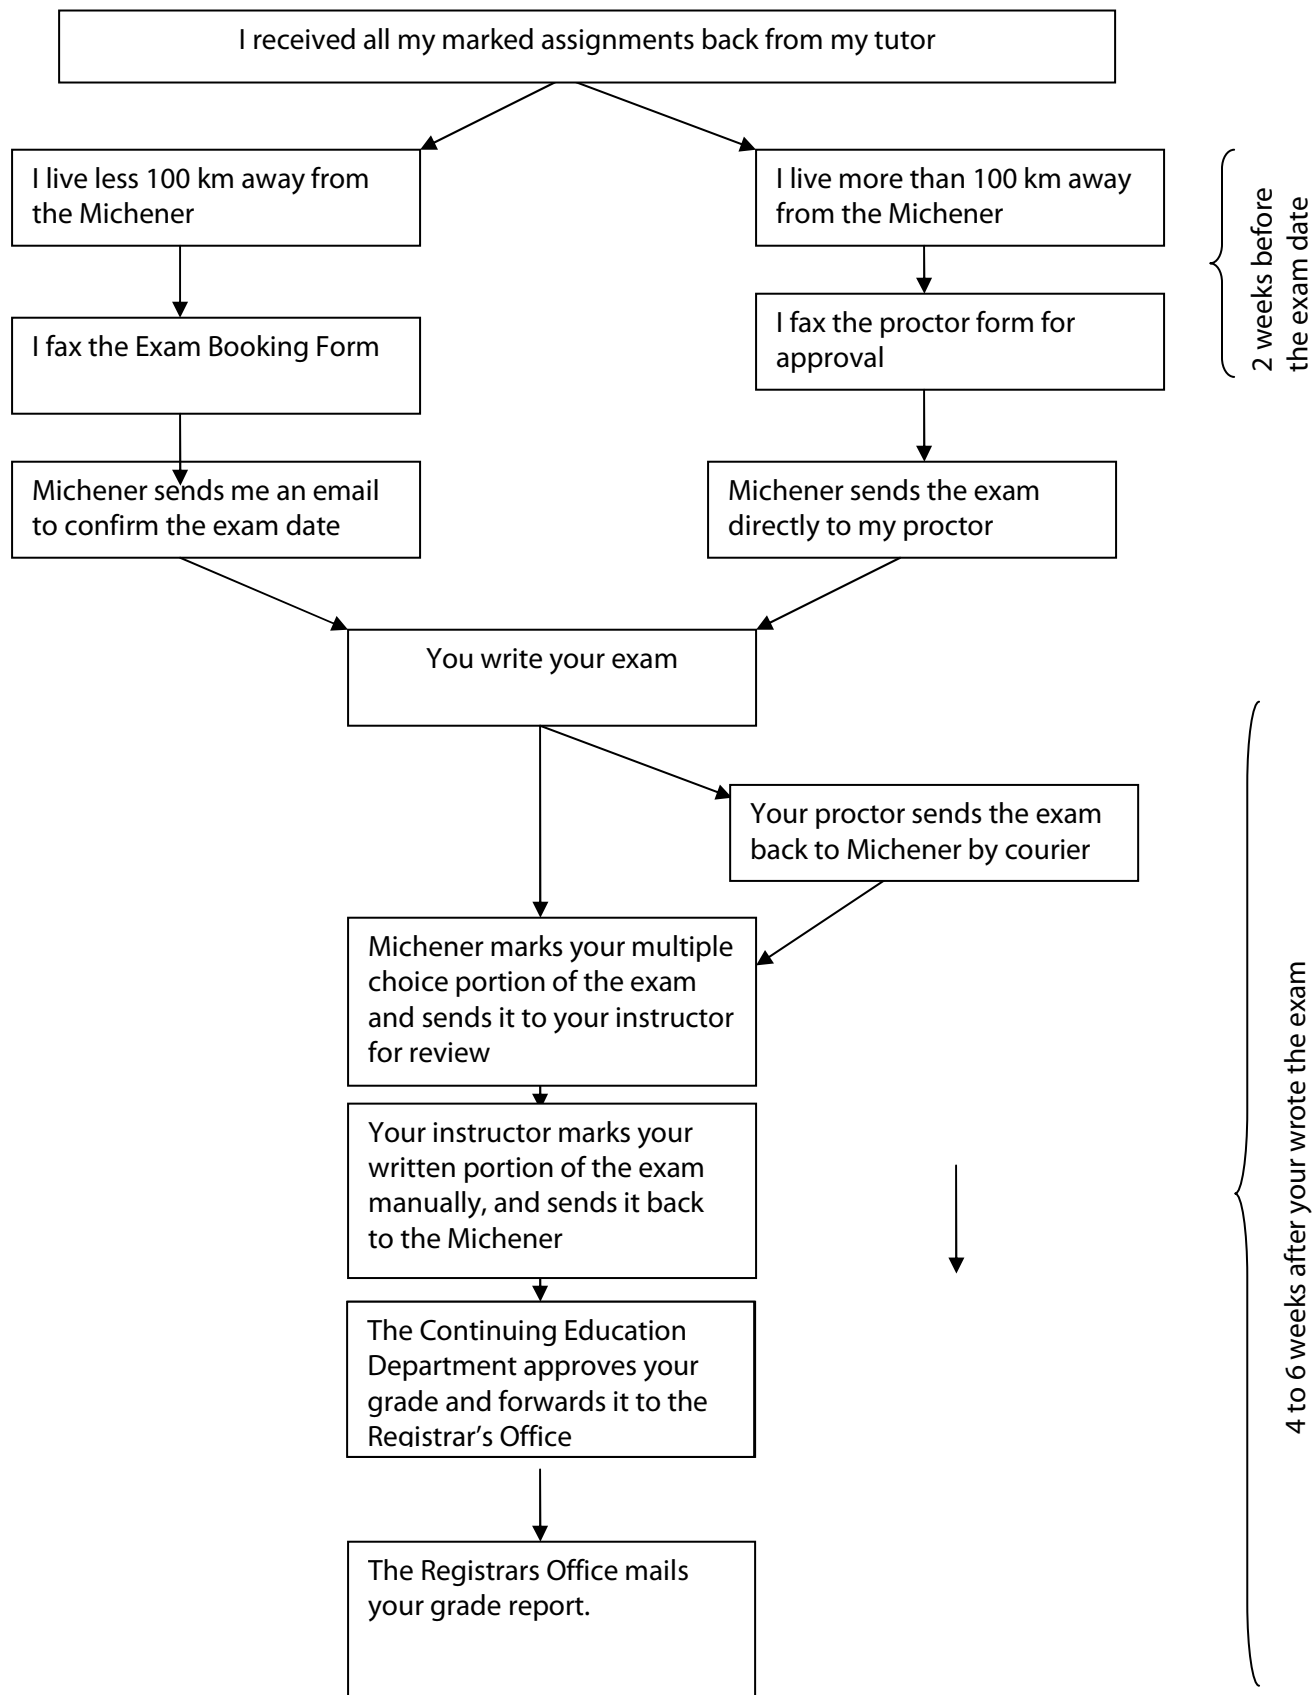 I received all my marked assignments back from my tutor
I live less 100 km away from
the Michener
I live more than 100 km away
from the Michener
2 weeks before
the exam date
I fax the Exam Booking Form
I fax the proctor form for
approval
Michener sends me an email
to confirm the exam date
Michener sends the exam
directly to my proctor
You write your exam
Your proctor sends the exam
back to Michener by courier
Michener marks your multiple
choice portion of the exam
and sends it to your instructor
for review
Your instructor marks your
written portion of the exam
manually, and sends it back
to the Michener
The Continuing Education
Department approves your
grade and forwards it to the
Registrar’s Office
The Registrars Office mails
your grade report.
4 to 6 weeks after your wrote the exam